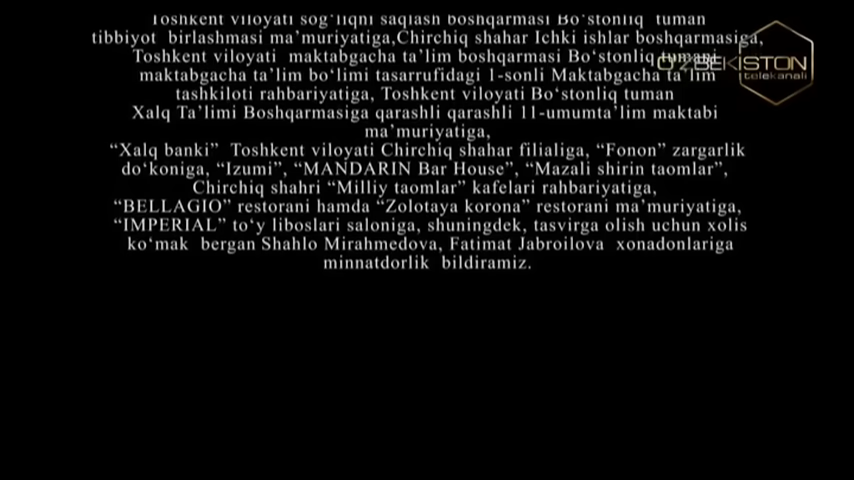 Toshkent viloyati sog‘liqni saqlash boshqarmasi Bo‘stonliq tuman
tibbiyot birlashmasi ma’muriyatiga,Chirchiq shahar Ichki ishlar boshqarmasiga,
Toshkent viloyati maktabgacha ta’lim boshqarmasi Bo‘stonliq tumani
maktabgacha ta’lim bo‘limi tasarrufidagi 1-sonli Maktabgacha ta’lim
tashkiloti rahbariyatiga, Toshkent viloyati Bo‘stonliq tuman
Xalq Ta’limi Boshqarmasiga qarashli qarashli 11-umumta’lim maktabi
ma’muriyatiga,
“Xalq banki” Toshkent viloyati Chirchiq shahar filialiga, “Fonon” zargarlik
do‘koniga, “Izumi”, “MANDARIN Bar House”, “Mazali shirin taomlar”,
Chirchiq shahri “Milliy taomlar” kafelari rahbariyatiga,
“BELLAGIO” restorani hamda “Zolotaya korona” restorani ma’muriyatiga,
“IMPERIAL” to‘y liboslari saloniga, shuningdek, tasvirga olish uchun xolis
ko‘mak bergan Shahlo Mirahmedova, Fatimat Jabroilova xonadonlariga
minnatdorlik bildiramiz.
O‘ZBEKISTON
telekanali